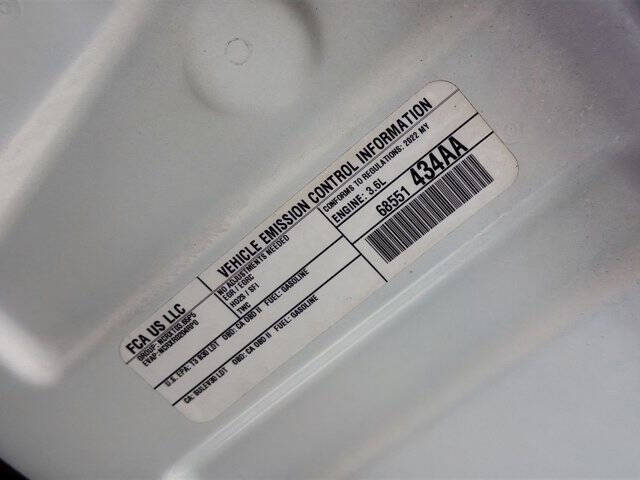 FCA US LLC
VEHICLE EMISSION CONTROL INFORMATION
CONFORMS TO REGULATIONS: 2022 MY
NO ADJUSTMENTS NEEDED
EGR / EGRC
HO2S / SFI
TWC
ENGINE: 3.6L
68551
434AA
U.S. EPA: T3 B30 LDT OBD: CA OBD II FUEL: GASOLINE
CA: SULEV30 LDT OBD: CA OBD II FUEL: GASOLINE